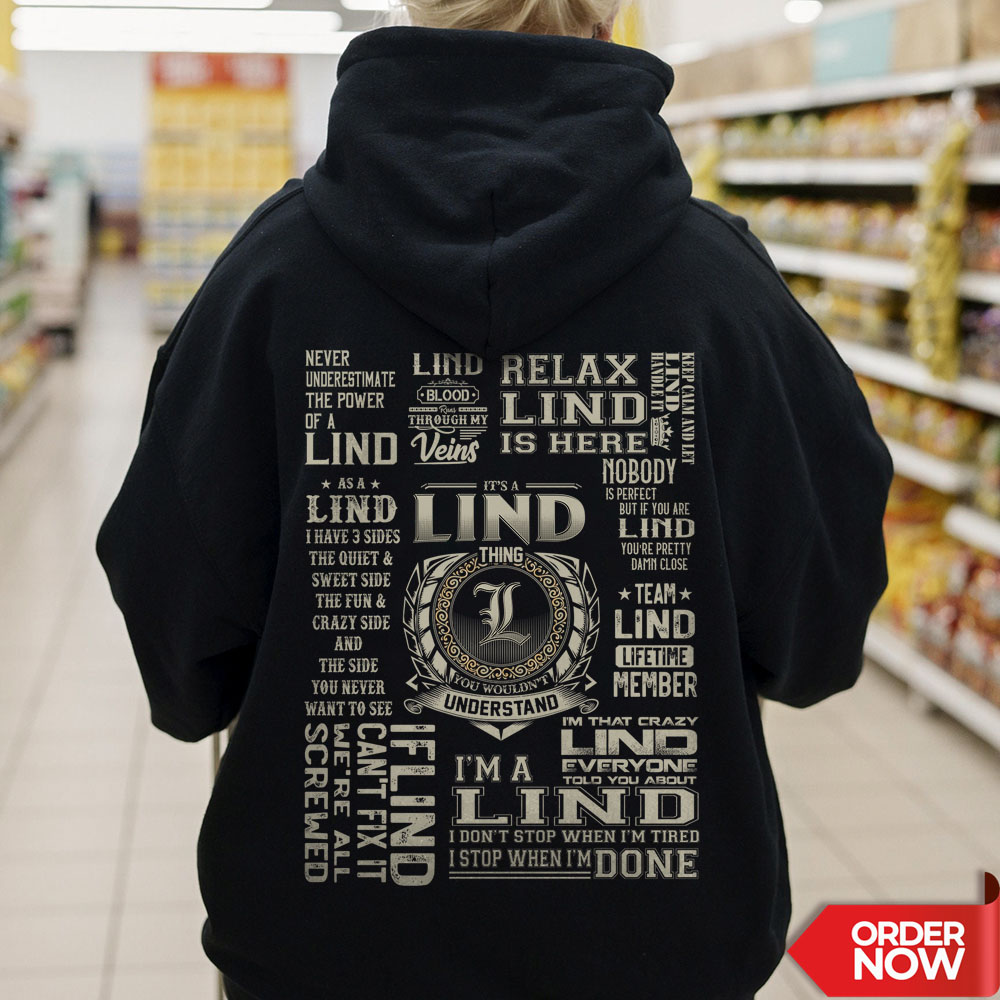 NEVER
UNDERESTIMATE
THE POWER
OF A
LIND
LIND
BLOOD
Runs
THROUGH MY
Veins
RELAX
LIND
IS HERE
KEEP CALM AND LET
LIND
HANDLE IT
NOBODY
IS PERFECT
BUT IF YOU ARE
LIND
YOU'RE PRETTY
DAMN CLOSE
AS A
LIND
I HAVE 3 SIDES
THE QUIET &
SWEET SIDE
THE FUN &
CRAZY SIDE
AND
THE SIDE
YOU NEVER
WANT TO SEE
IT'S A
LIND
THING
L
YOU WOULDN'T
UNDERSTAND
TEAM
LIND
LIFETIME
MEMBER
IF LIND
CAN'T FIX IT
WE'RE ALL
SCREWED
I'M THAT CRAZY
LIND
EVERYONE
TOLD YOU ABOUT
I'M A
LIND
I DON'T STOP WHEN I'M TIRED
I STOP WHEN I'M DONE
ORDER
NOW